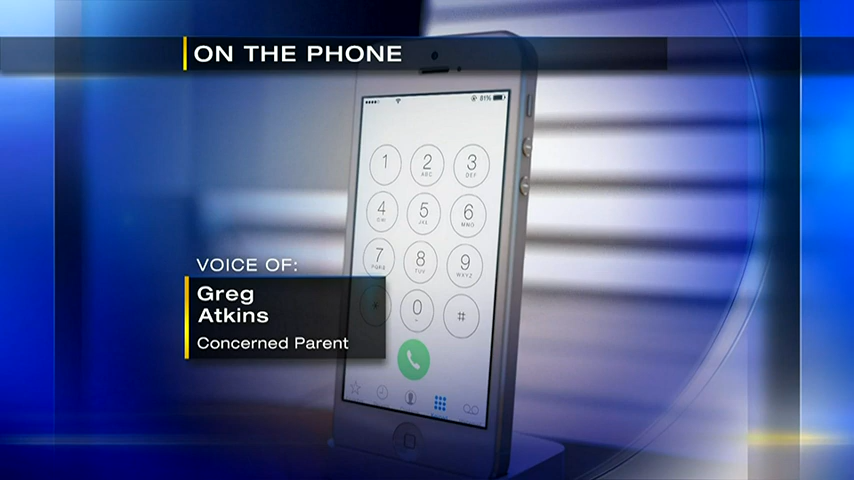 ON THE PHONE
81%
1
2
ABC
3
DEF
4
GHI
5
JKL
6
MNO
7
PQRS
8
TUV
9
WXYZ
0
#
VOICE OF:
Greg
Atkins
Concerned Parent